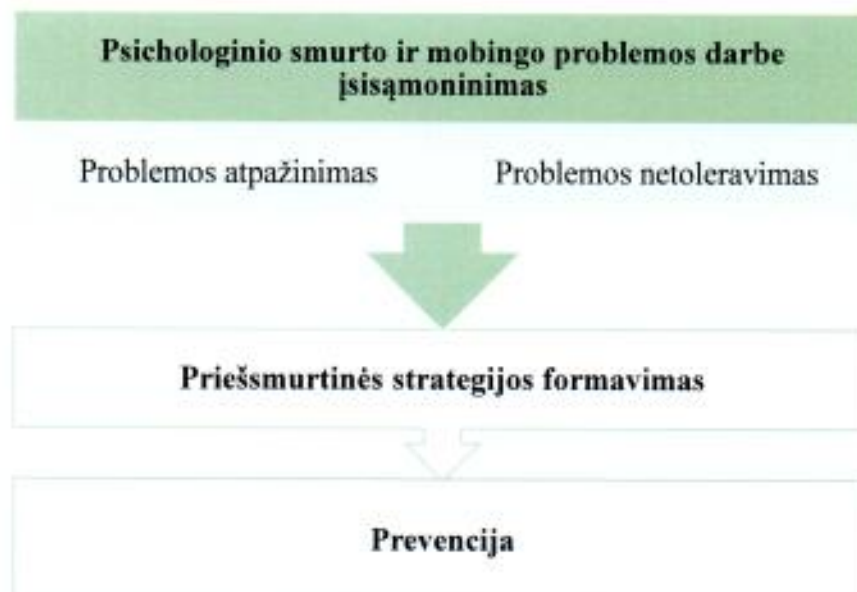 Psichologinio smurto ir mobingo problemos darbe
įsisąmoninimas
Problemos atpažinimas Problemos netoleravimas
Priešsmurtinės strategijos formavimas
Prevencija